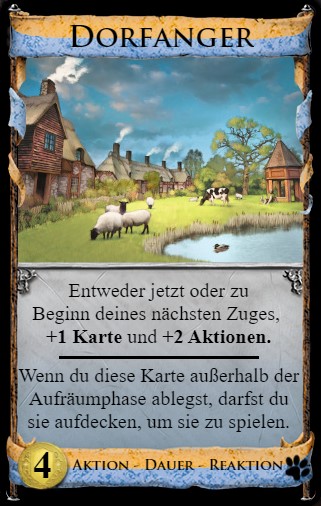 DORFANGER
Entweder jetzt oder zu
Beginn deines nächsten Zuges,
+1 Karte und +2 Aktionen.
Wenn du diese Karte außerhalb der
Aufräumphase ablegst, darfst du
sie aufdecken, um sie zu spielen.
4 AKTION - DAUER - REAKTION